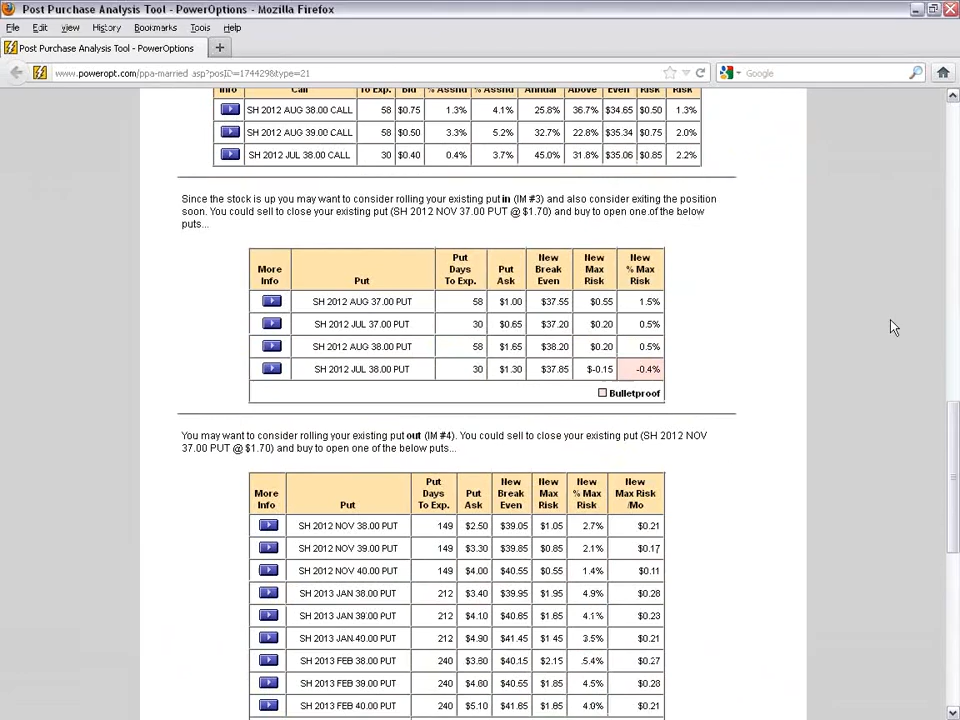 Post Purchase Analysis Tool - PowerOptions - Mozilla Firefox
File Edit View History Bookmarks Tools Help
Post Purchase Analysis Tool - PowerOptions
www.poweropt.com/ppa-married asp?posID=1744298&type=21
Google
Info Call To Exp. Bid % Assnd % Assnd Annual Above Even Risk Risk
SH 2012 AUG 38.00 CALL 58 $0.75 1.3% 4.1% 25.8% 36.7% $34.65 $0.50 1.3%
SH 2012 AUG 39.00 CALL 58 $0.50 3.3% 5.2% 32.7% 22.8% $35.34 $0.75 2.0%
SH 2012 JUL 38.00 CALL 30 $0.40 0.4% 3.7% 45.0% 31.8% $35.06 $0.85 2.2%
Since the stock is up you may want to consider rolling your existing put in (IM #3) and also consider exiting the position
soon. You could sell to close your existing put (SH 2012 NOV 37.00 PUT @ $1.70) and buy to open one of the below
puts...
More Info Put Put Days To Exp. Put Ask New Break Even New Max Risk New % Max Risk
SH 2012 AUG 37.00 PUT 58 $1.00 $37.55 $0.55 1.5%
SH 2012 JUL 37.00 PUT 30 $0.65 $37.20 $0.20 0.5%
SH 2012 AUG 38.00 PUT 58 $1.65 $38.20 $0.20 0.5%
SH 2012 JUL 38.00 PUT 30 $1.30 $37.85 $-0.15 -0.4%
Bulletproof
You may want to consider rolling your existing put out (IM #4). You could sell to close your existing put (SH 2012 NOV
37.00 PUT @ $1.70) and buy to open one of the below puts...
More Info Put Put Days To Exp. Put Ask New Break Even New Max Risk New % Max Risk New Max Risk /Mo
SH 2012 NOV 38.00 PUT 149 $2.50 $39.05 $1.05 2.7% $0.21
SH 2012 NOV 39.00 PUT 149 $3.30 $39.85 $0.85 2.1% $0.17
SH 2012 NOV 40.00 PUT 149 $4.00 $40.55 $0.55 1.4% $0.11
SH 2013 JAN 38.00 PUT 212 $3.40 $39.95 $1.95 4.9% $0.28
SH 2013 JAN 39.00 PUT 212 $4.10 $40.65 $1.65 4.1% $0.23
SH 2013 JAN 40.00 PUT 212 $4.90 $41.45 $1.45 3.5% $0.21
SH 2013 FEB 38.00 PUT 240 $3.60 $40.15 $2.15 5.4% $0.27
SH 2013 FEB 39.00 PUT 240 $40.55 $1.85 4.5%
SH 2013 FEB 40.00 PUT 240 $5.10 $41.65 $1.65 4.0% $0.21